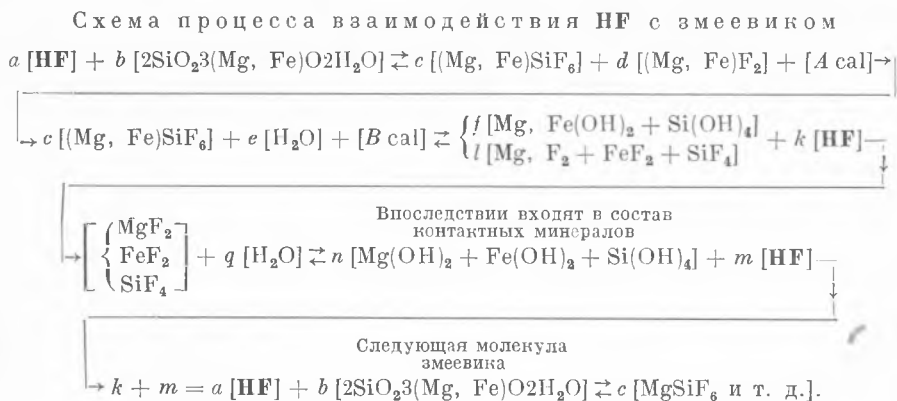 Схема процесса взаимодействия HF с змеевиком
a [HF] + b [2SiO₂3(Mg, Fe)O2H₂O] ⇄ c [(Mg, Fe)SiF₆] + d [(Mg, Fe)F₂] + [A cal]→
→ c [(Mg, Fe)SiF₆] + e [H₂O] + [B cal] ⇄ { f [Mg, Fe(OH)₂ + Si(OH)₄]
l [Mg, F₂ + FeF₂ + SiF₄] + k [HF]
Впоследствии входят в состав
контактных минералов
→ [ { MgF₂
FeF₂
SiF₄ ] + q [H₂O] ⇄ n [Mg(OH)₂ + Fe(OH)₂ + Si(OH)₄] + m [HF]
Следующая молекула
змеевика
→ k + m = a [HF] + b [2SiO₂3(Mg, Fe)O2H₂O] ⇄ c [MgSiF₆ и т. д.].